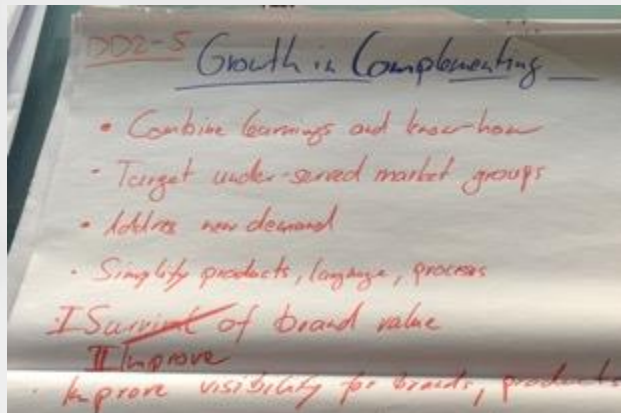 DD2-5 Growth in Complementing
• Combine learnings and know-how
- Target under-served market groups
• Address new demand
· Simplify products, language, processes
I Survival of brand value
II Improve
· Improve visibility for brands, products